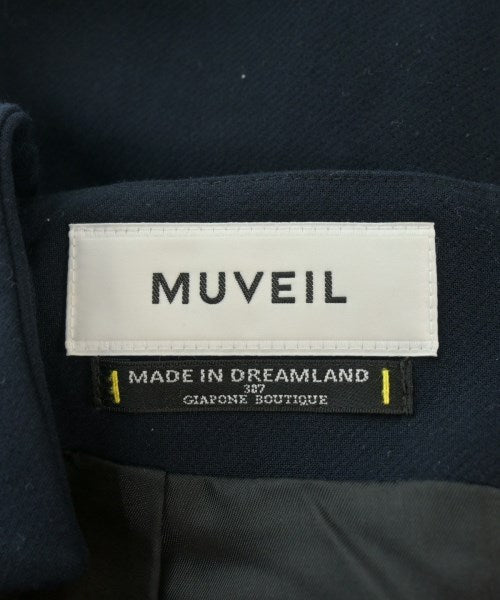 MUVEIL
MADE IN DREAMLAND
387
GIAPONE BOUTIQUE